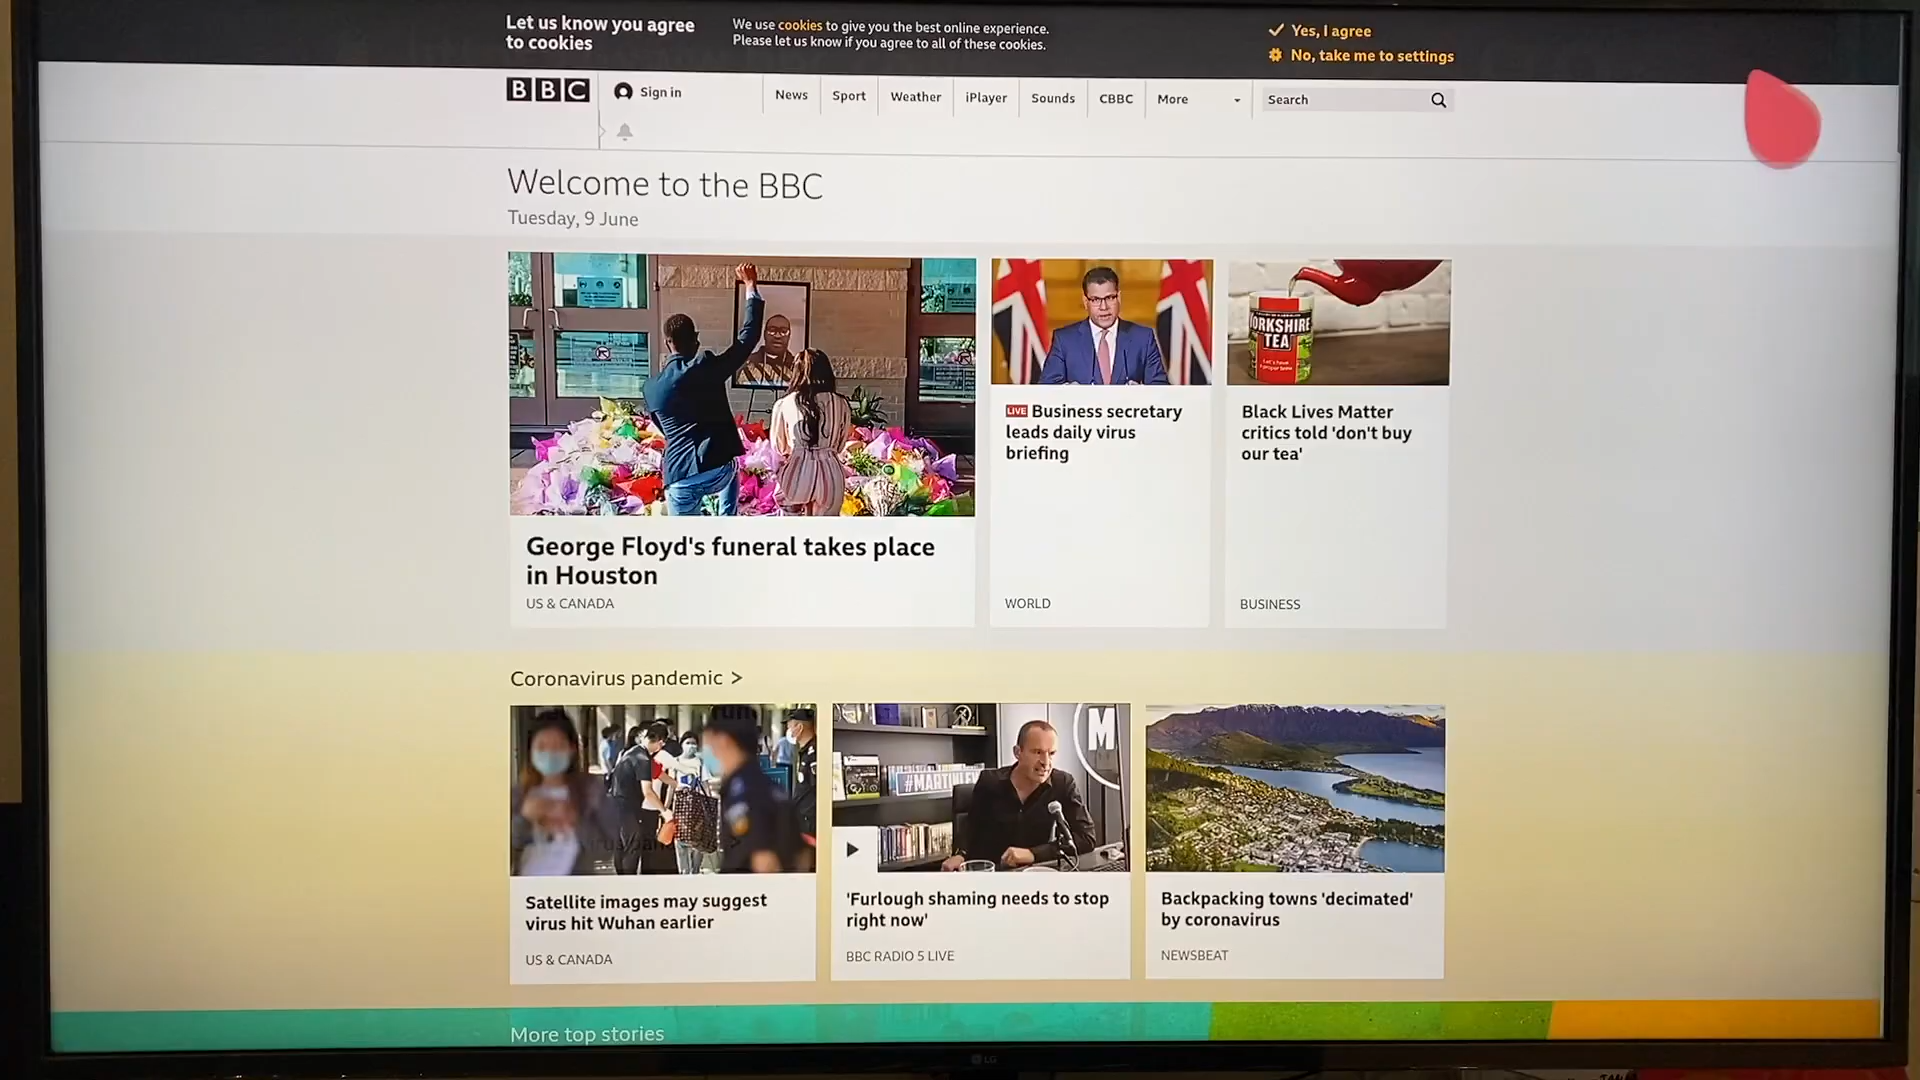 Let us know you agree
to cookies
We use cookies to give you the best online experience.
Please let us know if you agree to all of these cookies.
Yes, I agree
No, take me to settings
BBC
Sign in
News
Sport
Weather
iPlayer
Sounds
CBBC
More
Search
Welcome to the BBC
Tuesday, 9 June
YORKSHIRE
TEA
George Floyd's funeral takes place
in Houston
US & CANADA
LIVE Business secretary
leads daily virus
briefing
WORLD
Black Lives Matter
critics told 'don't buy
our tea'
BUSINESS
Coronavirus pandemic >
M
Satellite images may suggest
virus hit Wuhan earlier
US & CANADA
'Furlough shaming needs to stop
right now'
BBC RADIO 5 LIVE
Backpacking towns 'decimated'
by coronavirus
NEWSBEAT
More top stories
LG